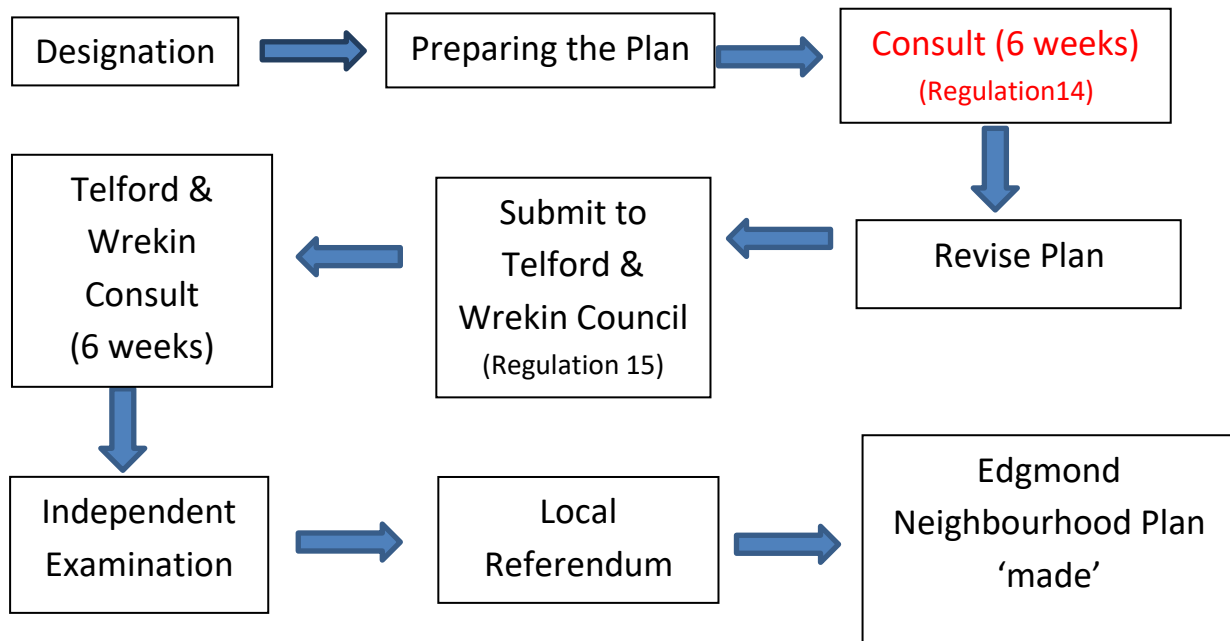 Designation
Preparing the Plan
Consult (6 weeks)
(Regulation14)
Revise Plan
Submit to
Telford &
Wrekin Council
(Regulation 15)
Telford &
Wrekin
Consult
(6 weeks)
Independent
Examination
Local
Referendum
Edgmond
Neighbourhood Plan
‘made’